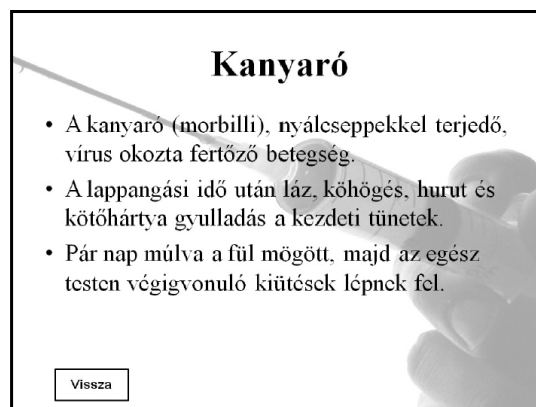 Kanyaró
• A kanyaró (morbilli), nyálcseppekkel terjedő,
vírus okozta fertőző betegség.
• A lappangási idő után láz, köhögés, hurut és
kötőhártya gyulladás a kezdeti tünetek.
• Pár nap múlva a fül mögött, majd az egész
testen végigvonuló kiütések lépnek fel.
Vissza